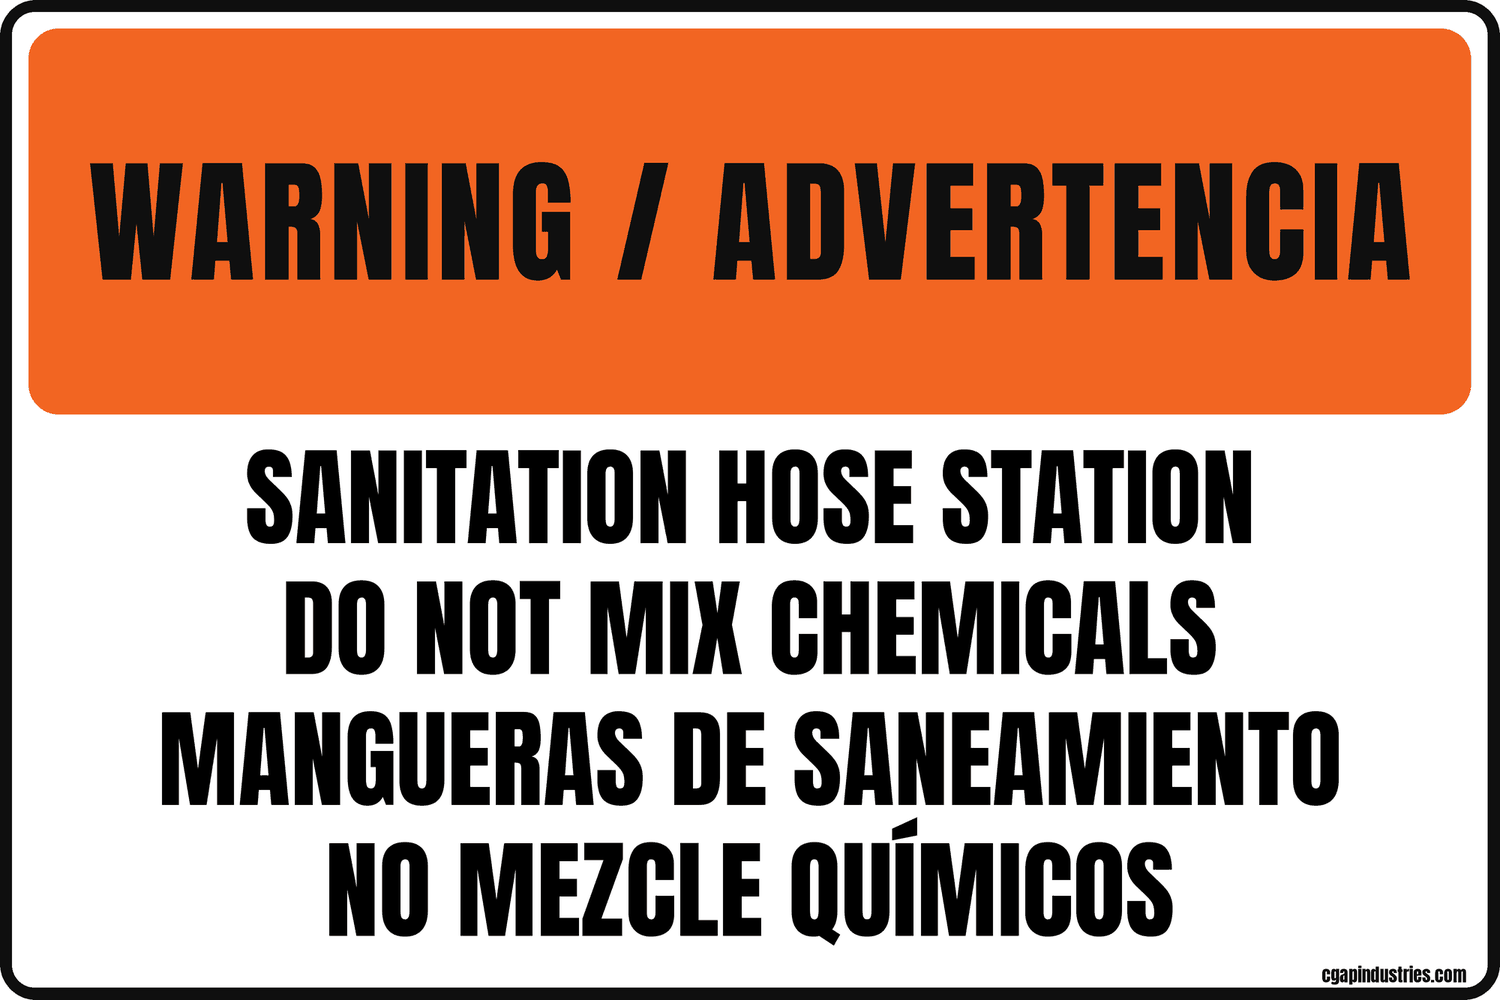 WARNING / ADVERTENCIA
SANITATION HOSE STATION
DO NOT MIX CHEMICALS
MANGUERAS DE SANEAMIENTO
NO MEZCLE QUÍMICOS
cgapindustries.com